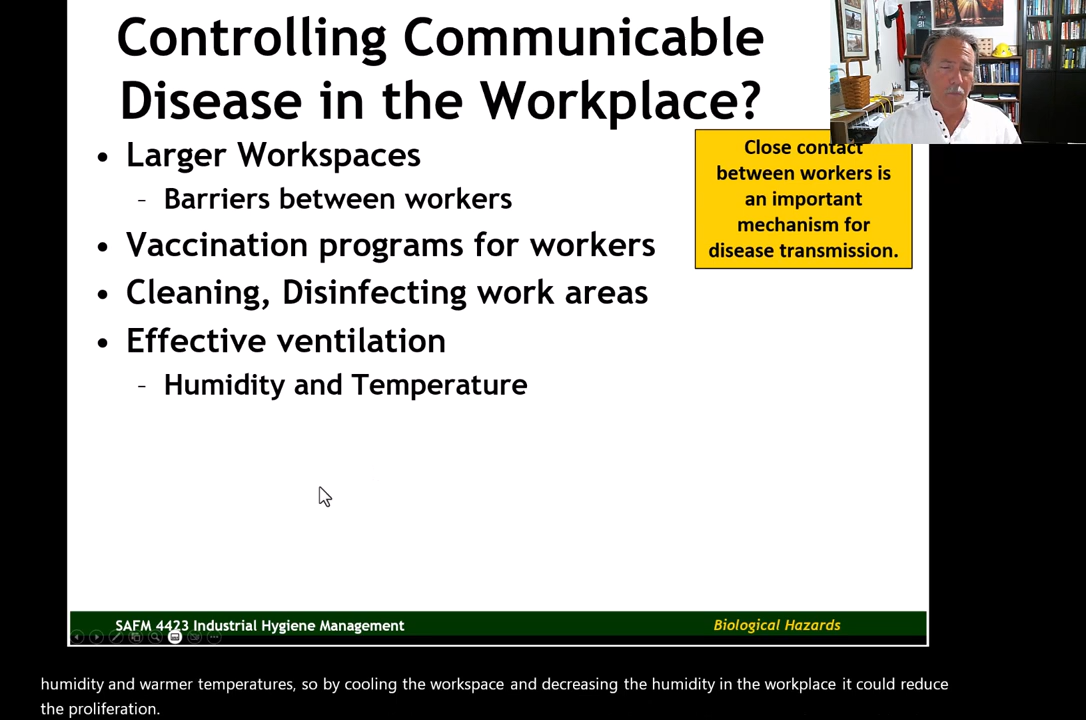 Controlling Communicable
Disease in the Workplace?
• Larger Workspaces
- Barriers between workers
• Vaccination programs for workers
• Cleaning, Disinfecting work areas
• Effective ventilation
- Humidity and Temperature
Close contact
between workers is
an important
mechanism for
disease transmission.
SAFM 4423 Industrial Hygiene Management
Biological Hazards
humidity and warmer temperatures, so by cooling the workspace and decreasing the humidity in the workplace it could reduce
the proliferation.